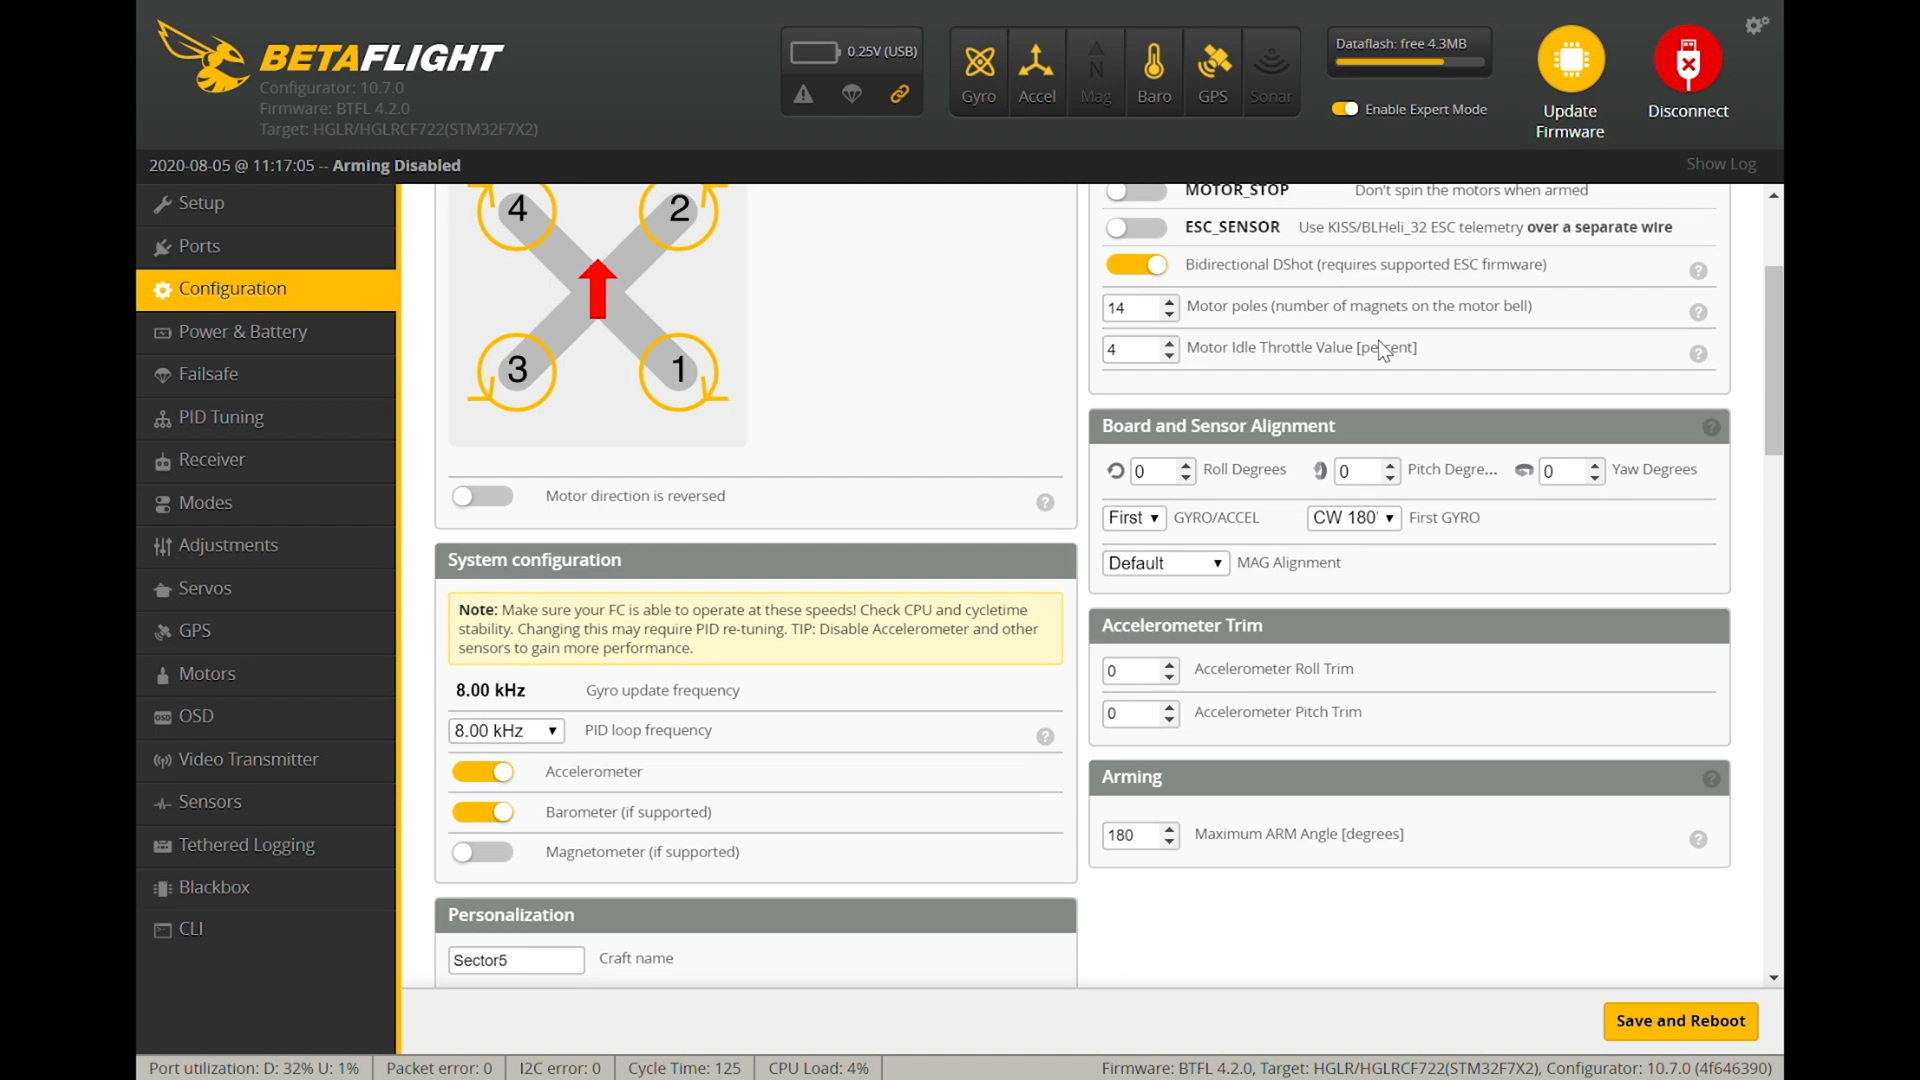 BETAFLIGHT
Configurator: 10.7.0
Firmware: BTFL 4.2.0
Target: HGLR/HGLRCF722(STM32F7X2)
0.25V (USB)
Gyro
Accel
N
Mag
Baro
GPS
Sonar
Dataflash: free 4.3MB
Enable Expert Mode
Update
Firmware
Disconnect
2020-08-05 @ 11:17:05 -- Arming Disabled
Show Log
Setup
Ports
Configuration
Power & Battery
Failsafe
PID Tuning
Receiver
Modes
Adjustments
Servos
GPS
Motors
OSD OSD
Video Transmitter
Sensors
Tethered Logging
Blackbox
CLI
4 2
3 1
Motor direction is reversed ?
System configuration
Note: Make sure your FC is able to operate at these speeds! Check CPU and cycletime
stability. Changing this may require PID re-tuning. TIP: Disable Accelerometer and other
sensors to gain more performance.
8.00 kHz Gyro update frequency
8.00 kHz PID loop frequency ?
Accelerometer
Barometer (if supported)
Magnetometer (if supported)
Personalization
Sector5 Craft name
MOTOR_STOP Don't spin the motors when armed
ESC_SENSOR Use KISS/BLHeli_32 ESC telemetry over a separate wire
Bidirectional DShot (requires supported ESC firmware) ?
14 Motor poles (number of magnets on the motor bell) ?
4 Motor Idle Throttle Value [percent] ?
Board and Sensor Alignment ?
0 Roll Degrees 0 Pitch Degre... 0 Yaw Degrees
First GYRO/ACCEL CW 180° First GYRO
Default MAG Alignment
Accelerometer Trim
0 Accelerometer Roll Trim
0 Accelerometer Pitch Trim
Arming ?
180 Maximum ARM Angle [degrees] ?
Save and Reboot
Port utilization: D: 32% U: 1% Packet error: 0 I2C error: 0 Cycle Time: 125 CPU Load: 4% Firmware: BTFL 4.2.0, Target: HGLR/HGLRCF722(STM32F7X2), Configurator: 10.7.0 (4f646390)